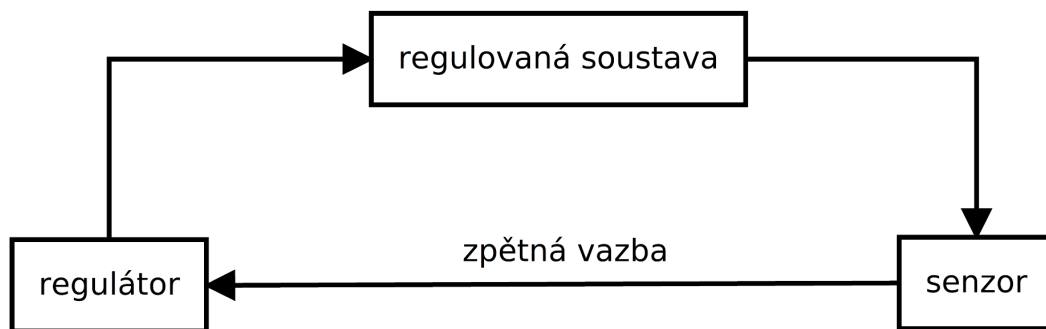 regulovaná soustava
zpětná vazba
regulátor
senzor